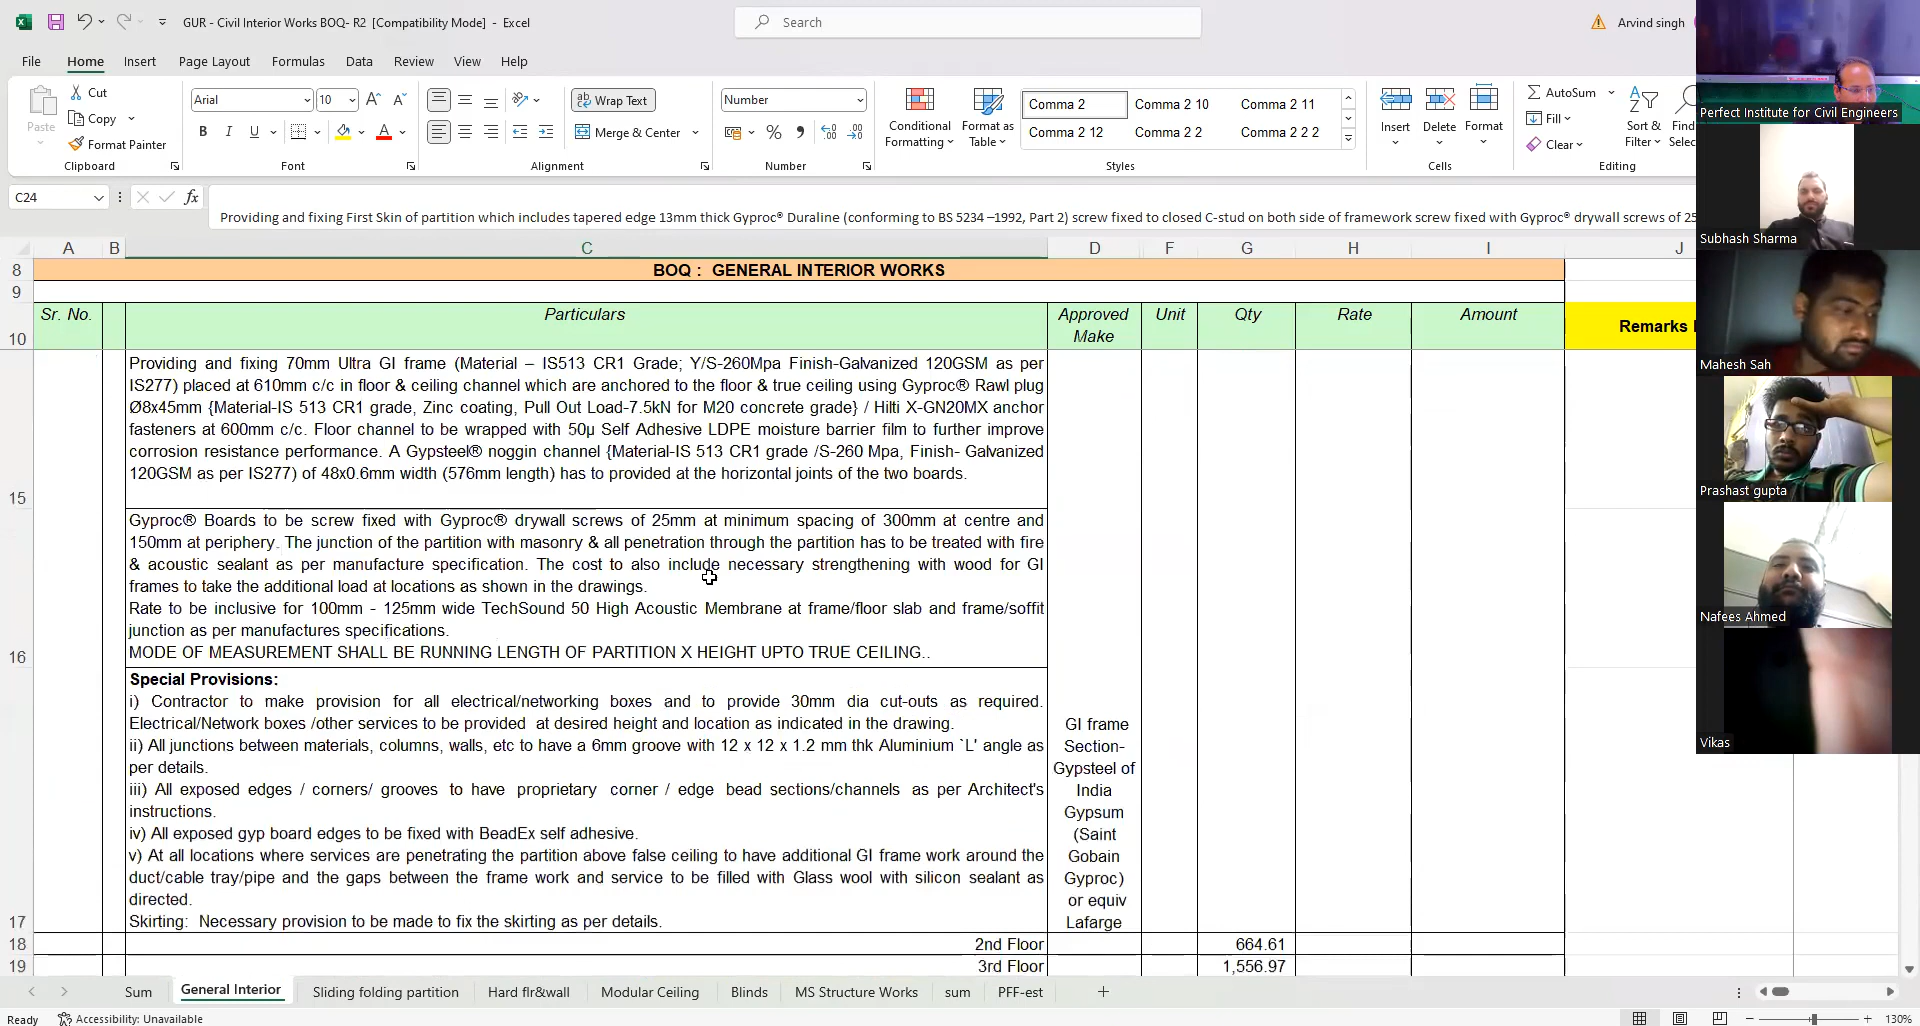 GUR - Civil Interior Works BOQ- R2 [Compatibility Mode] - Excel
Search
Arvind singh
File Home Insert Page Layout Formulas Data Review View Help
Paste
Cut
Copy
Format Painter
Clipboard
Arial 10
B I U
Font
Wrap Text
Merge & Center
Alignment
Number
Number
Conditional Formatting
Format as Table
Comma 2 Comma 2 10 Comma 2 11
Comma 2 12 Comma 2 2 Comma 2 2 2
Styles
Insert Delete Format
Cells
AutoSum
Fill
Clear
Sort & Filter
Editing
C24
fx
Providing and fixing First Skin of partition which includes tapered edge 13mm thick Gyproc® Duraline (conforming to BS 5234 –1992, Part 2) screw fixed to closed C-stud on both side of framework screw fixed with Gyproc® drywall screws of 25
A B C D F G H I J
8 BOQ : GENERAL INTERIOR WORKS
9
10 Sr. No. Particulars Approved Make Unit Qty Rate Amount Remarks
Providing and fixing 70mm Ultra GI frame (Material – IS513 CR1 Grade; Y/S-260Mpa Finish-Galvanized 120GSM as per
IS277) placed at 610mm c/c in floor & ceiling channel which are anchored to the floor & true ceiling using Gyproc® Rawl plug
Ø8x45mm {Material-IS 513 CR1 grade, Zinc coating, Pull Out Load-7.5kN for M20 concrete grade} / Hilti X-GN20MX anchor
fasteners at 600mm c/c. Floor channel to be wrapped with 50µ Self Adhesive LDPE moisture barrier film to further improve
corrosion resistance performance. A Gypsteel® noggin channel {Material-IS 513 CR1 grade /S-260 Mpa, Finish- Galvanized
120GSM as per IS277) of 48x0.6mm width (576mm length) has to provided at the horizontal joints of the two boards.
15
Gyproc® Boards to be screw fixed with Gyproc® drywall screws of 25mm at minimum spacing of 300mm at centre and
150mm at periphery. The junction of the partition with masonry & all penetration through the partition has to be treated with fire
& acoustic sealant as per manufacture specification. The cost to also include necessary strengthening with wood for GI
frames to take the additional load at locations as shown in the drawings.
Rate to be inclusive for 100mm - 125mm wide TechSound 50 High Acoustic Membrane at frame/floor slab and frame/soffit
junction as per manufactures specifications.
MODE OF MEASUREMENT SHALL BE RUNNING LENGTH OF PARTITION X HEIGHT UPTO TRUE CEILING..
16
Special Provisions:
i) Contractor to make provision for all electrical/networking boxes and to provide 30mm dia cut-outs as required.
Electrical/Network boxes /other services to be provided at desired height and location as indicated in the drawing.
ii) All junctions between materials, columns, walls, etc to have a 6mm groove with 12 x 12 x 1.2 mm thk Aluminium `L' angle as
per details.
iii) All exposed edges / corners/ grooves to have proprietary corner / edge bead sections/channels as per Architect's
instructions.
iv) All exposed gyp board edges to be fixed with BeadEx self adhesive.
v) At all locations where services are penetrating the partition above false ceiling to have additional GI frame work around the
duct/cable tray/pipe and the gaps between the frame work and service to be filled with Glass wool with silicon sealant as
directed.
Skirting: Necessary provision to be made to fix the skirting as per details.
17
GI frame
Section-
Gypsteel of
India
Gypsum
(Saint
Gobain
Gyproc)
or equiv
Lafarge
18 2nd Floor 664.61
19 3rd Floor 1,556.97
Perfect Institute for Civil Engineers
Subhash Sharma
Mahesh Sah
Prashast gupta
Nafees Ahmed
Vikas
Sum General Interior Sliding folding partition Hard flr&wall Modular Ceiling Blinds MS Structure Works sum PFF-est
Ready Accessibility: Unavailable 130%